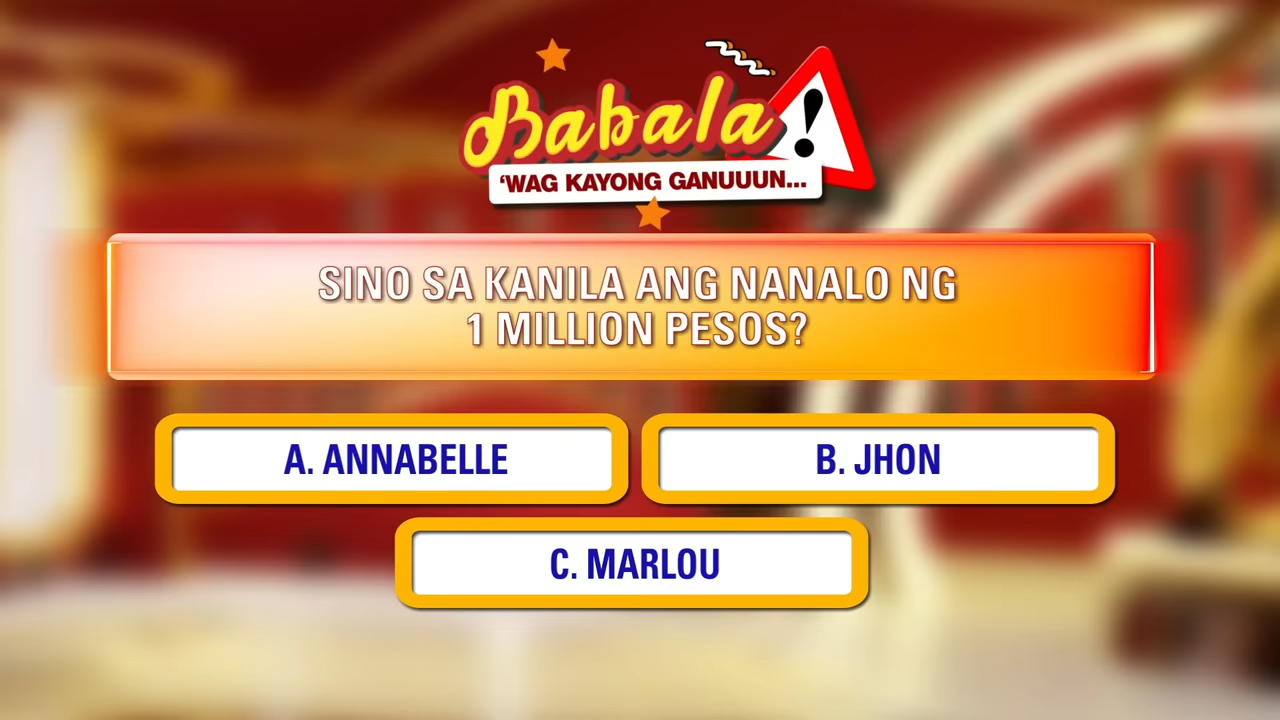 Babala!
'WAG KAYONG GANUUUN...
SINO SA KANILA ANG NANALO NG
1 MILLION PESOS?
A. ANNABELLE
B. JHON
C. MARLOU